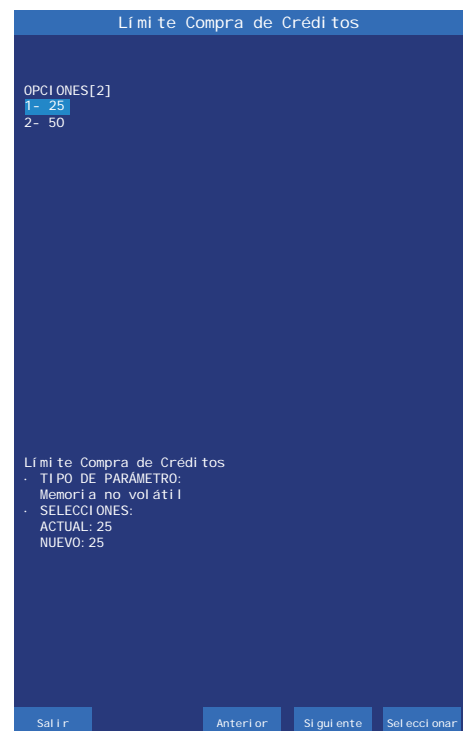 Límite Compra de Créditos
OPCIONES[2]
1- 25
2- 50
Límite Compra de Créditos
· TIPO DE PARÁMETRO:
Memoria no volátil
· SELECCIONES:
ACTUAL: 25
NUEVO: 25
Salir Anterior Siguiente Seleccionar